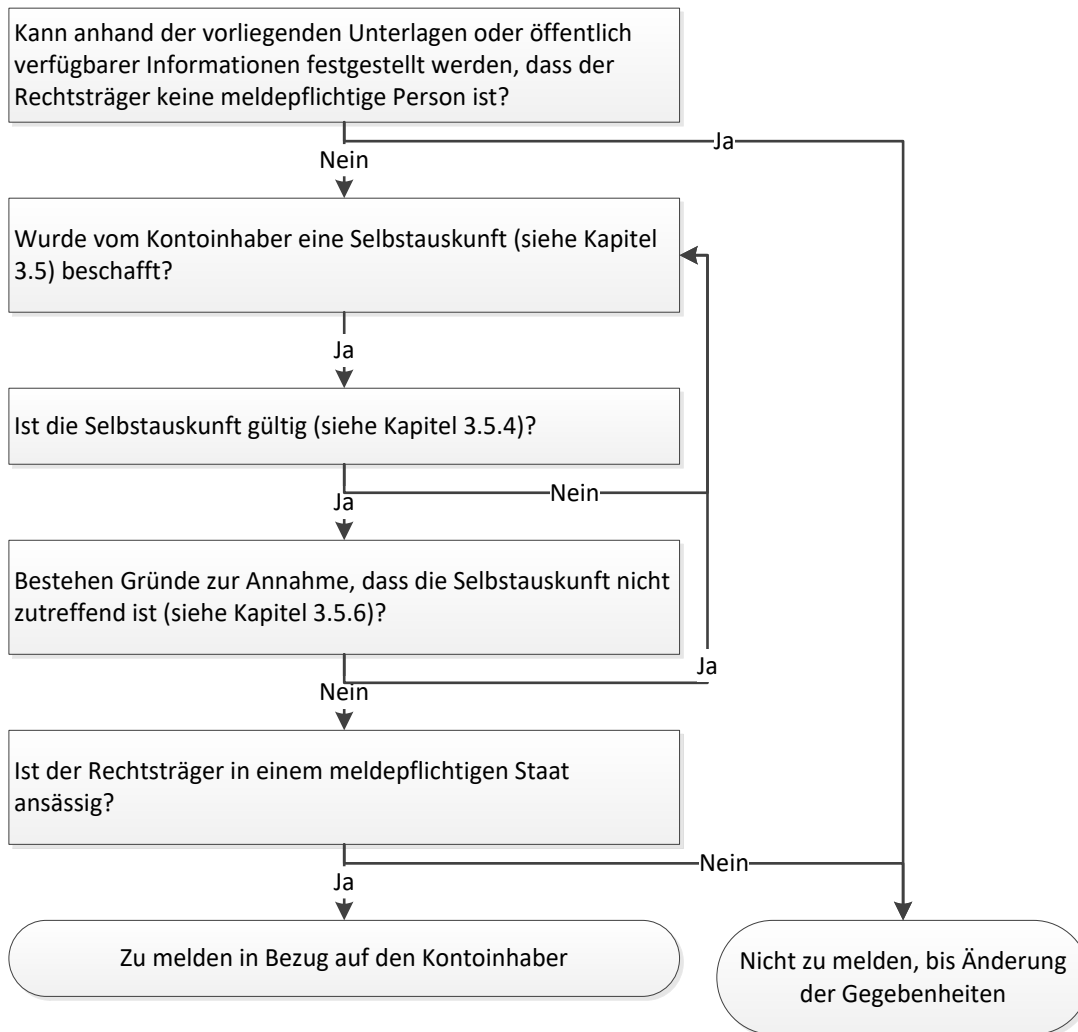 Kann anhand der vorliegenden Unterlagen oder öffentlich
verfügbarer Informationen festgestellt werden, dass der
Rechtsträger keine meldepflichtige Person ist?
Ja
Nein
Wurde vom Kontoinhaber eine Selbstauskunft (siehe Kapitel
3.5) beschafft?
Ja
Ist die Selbstauskunft gültig (siehe Kapitel 3.5.4)?
Nein
Ja
Bestehen Gründe zur Annahme, dass die Selbstauskunft nicht
zutreffend ist (siehe Kapitel 3.5.6)?
Ja
Nein
Ist der Rechtsträger in einem meldepflichtigen Staat
ansässig?
Nein
Ja
Zu melden in Bezug auf den Kontoinhaber
Nicht zu melden, bis Änderung
der Gegebenheiten